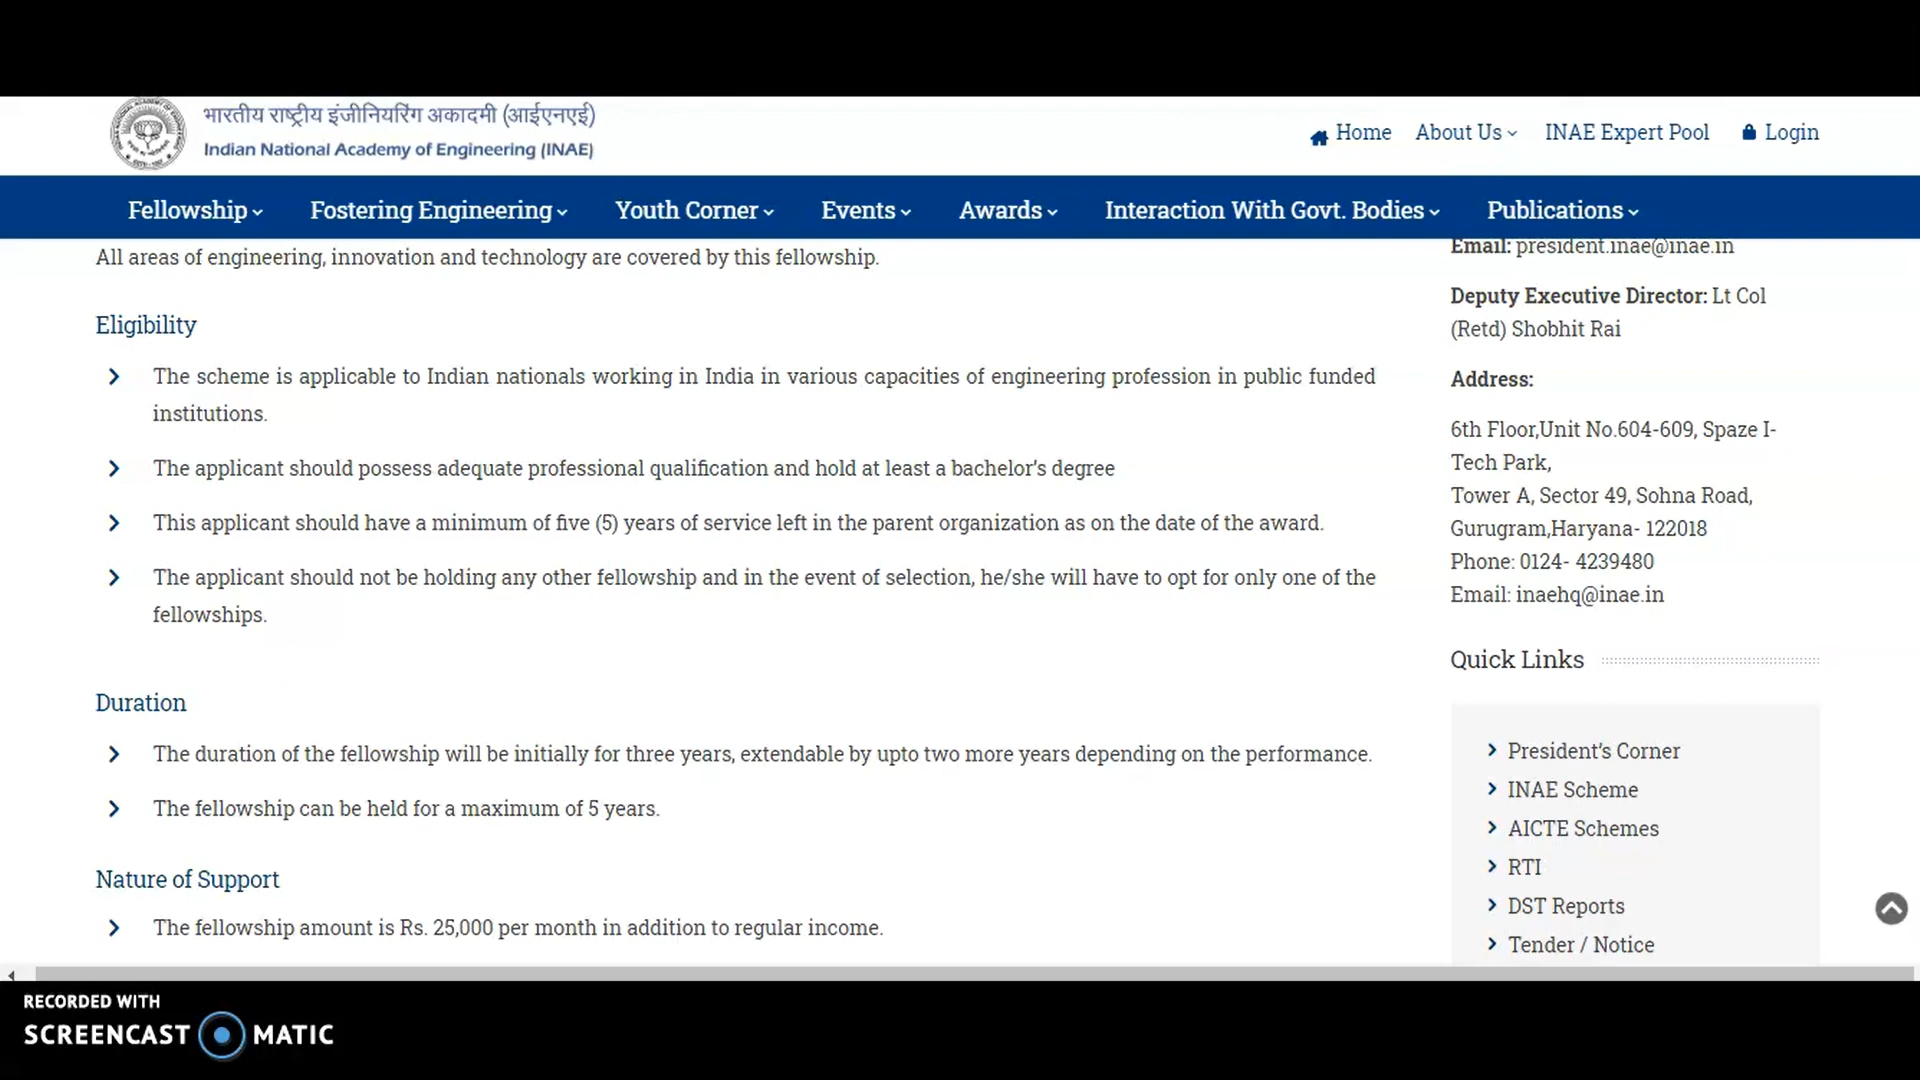 भारतीय राष्ट्रीय इंजीनियरिंग अकादमी (आईएनएई)
Indian National Academy of Engineering (INAE)
Home About Us INAE Expert Pool Login
Fellowship Fostering Engineering Youth Corner Events Awards Interaction With Govt. Bodies Publications
All areas of engineering, innovation and technology are covered by this fellowship.
Eligibility
The scheme is applicable to Indian nationals working in India in various capacities of engineering profession in public funded
institutions.
The applicant should possess adequate professional qualification and hold at least a bachelor's degree
This applicant should have a minimum of five (5) years of service left in the parent organization as on the date of the award.
The applicant should not be holding any other fellowship and in the event of selection, he/she will have to opt for only one of the
fellowships.
Duration
The duration of the fellowship will be initially for three years, extendable by upto two more years depending on the performance.
The fellowship can be held for a maximum of 5 years.
Nature of Support
The fellowship amount is Rs. 25,000 per month in addition to regular income.
Email: president.inae@inae.in
Deputy Executive Director: Lt Col
(Retd) Shobhit Rai
Address:
6th Floor,Unit No.604-609, Spaze I-
Tech Park,
Tower A, Sector 49, Sohna Road,
Gurugram,Haryana- 122018
Phone: 0124- 4239480
Email: inaehq@inae.in
Quick Links
President's Corner
INAE Scheme
AICTE Schemes
RTI
DST Reports
Tender / Notice
RECORDED WITH
SCREENCAST MATIC